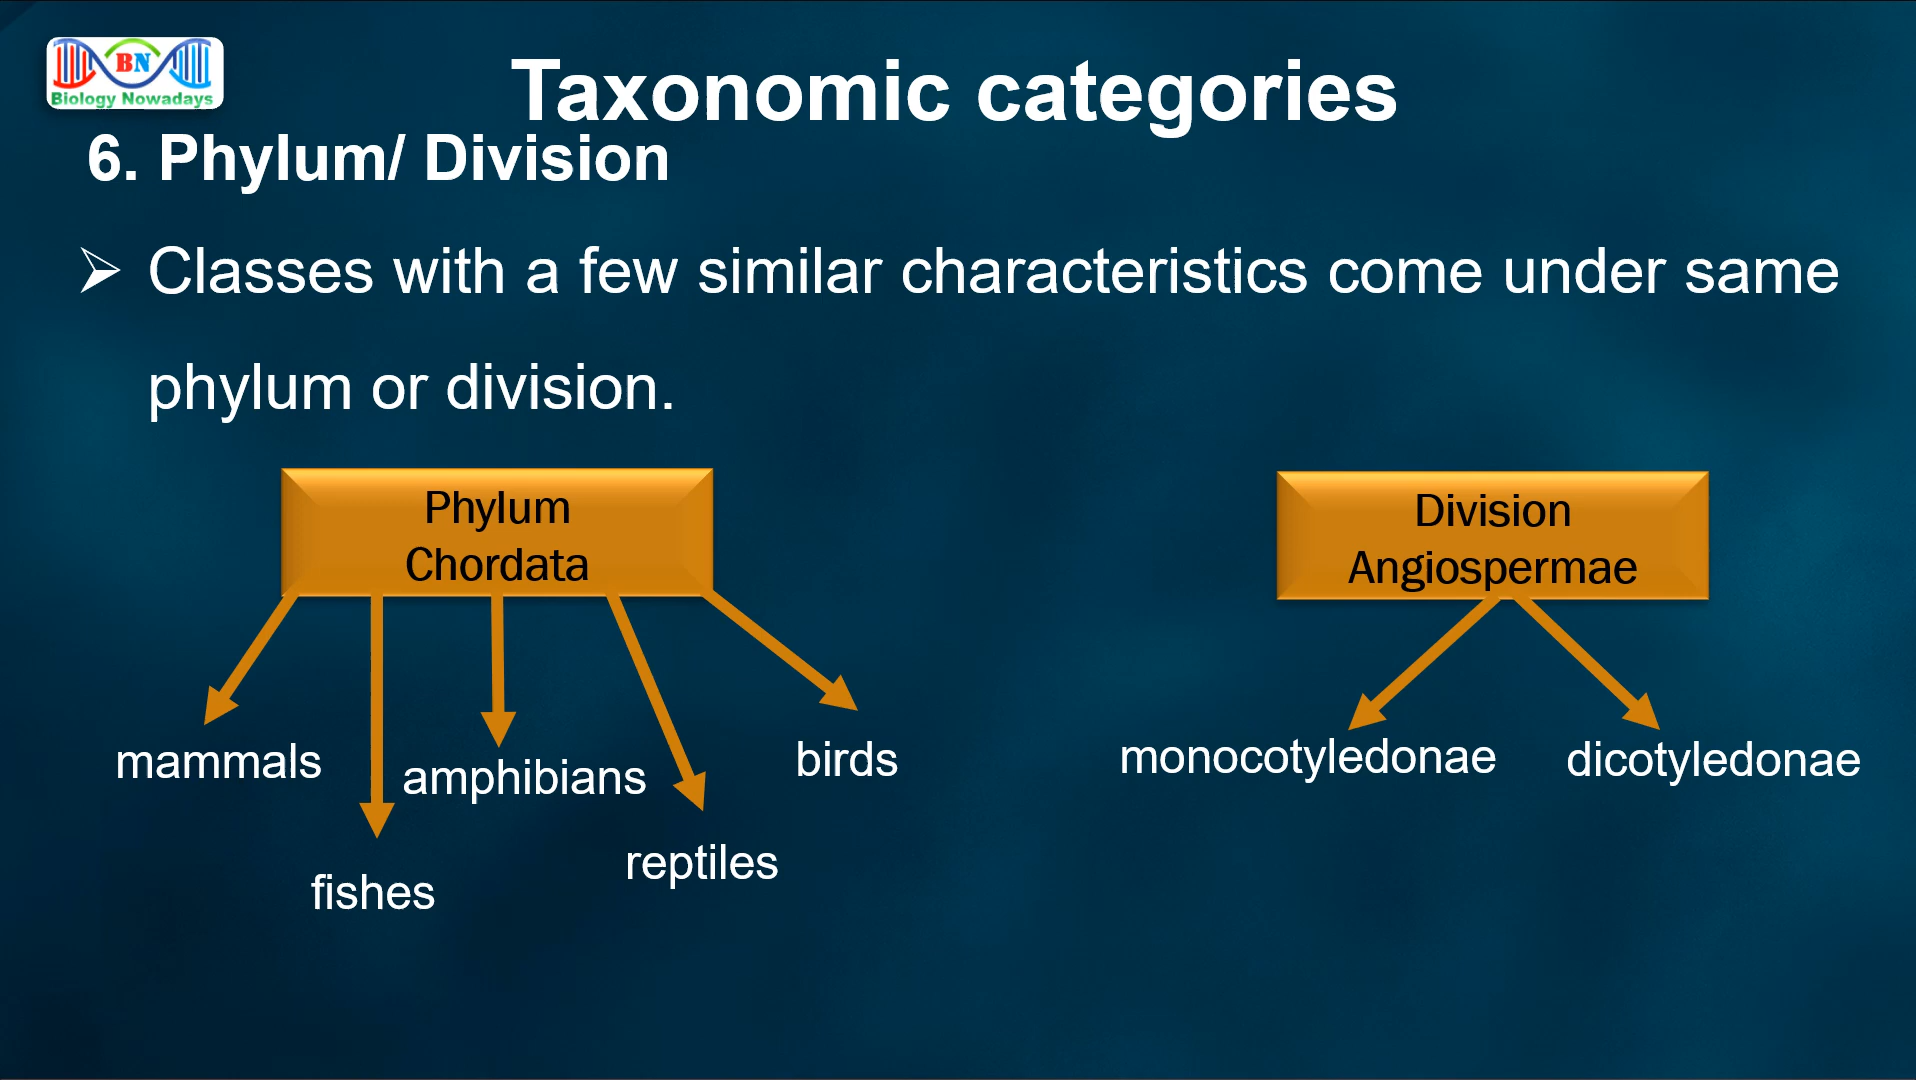 BN
Biology Nowadays
Taxonomic categories
6. Phylum/ Division
Classes with a few similar characteristics come under same
phylum or division.
Phylum
Chordata
Division
Angiospermae
mammals
fishes
amphibians
reptiles
birds
monocotyledonae
dicotyledonae